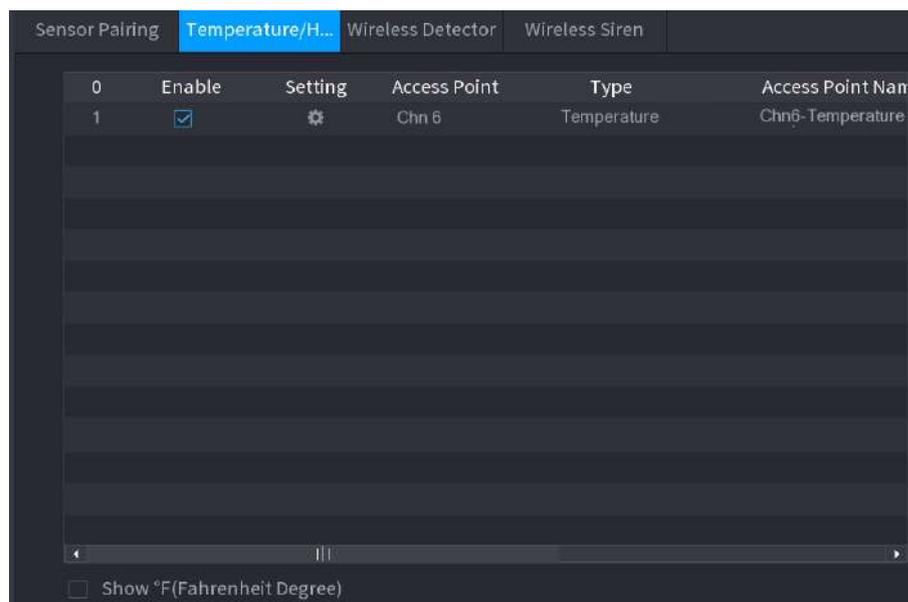 Sensor Pairing Temperature/H... Wireless Detector Wireless Siren
0 Enable Setting Access Point Type Access Point Nam
1 Chn 6 Temperature Chn6-Temperature
Show °F(Fahrenheit Degree)